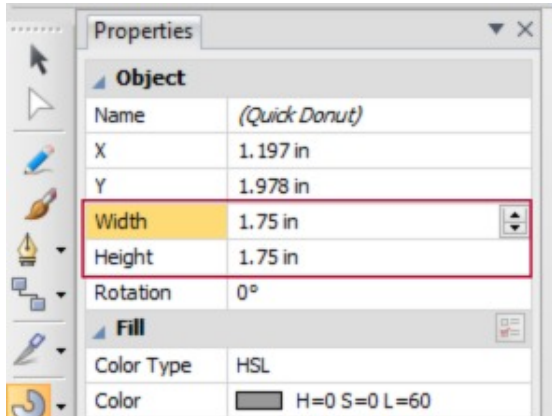 Properties
Object
Name (Quick Donut)
X 1.197 in
Y 1.978 in
Width 1.75 in
Height 1.75 in
Rotation 0°
Fill
Color Type HSL
Color H=0 S=0 L=60